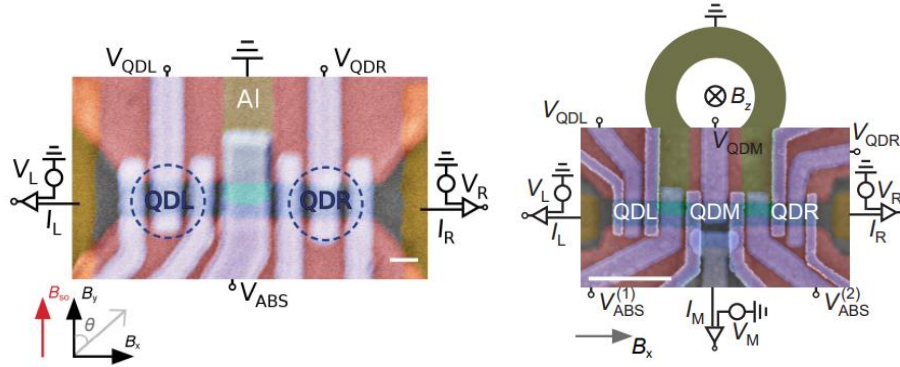 V_QDL
V_QDR
Al
QDL
QDR
V_L
I_L
V_R
I_R
V_ABS
B_so
B_y
θ
B_x
B_z
V_QDL
V_QDM
V_QDR
V_L
QDL
QDM
QDR
V_R
I_L
I_R
V_ABS^(1)
I_M
V_ABS^(2)
V_M
B_x